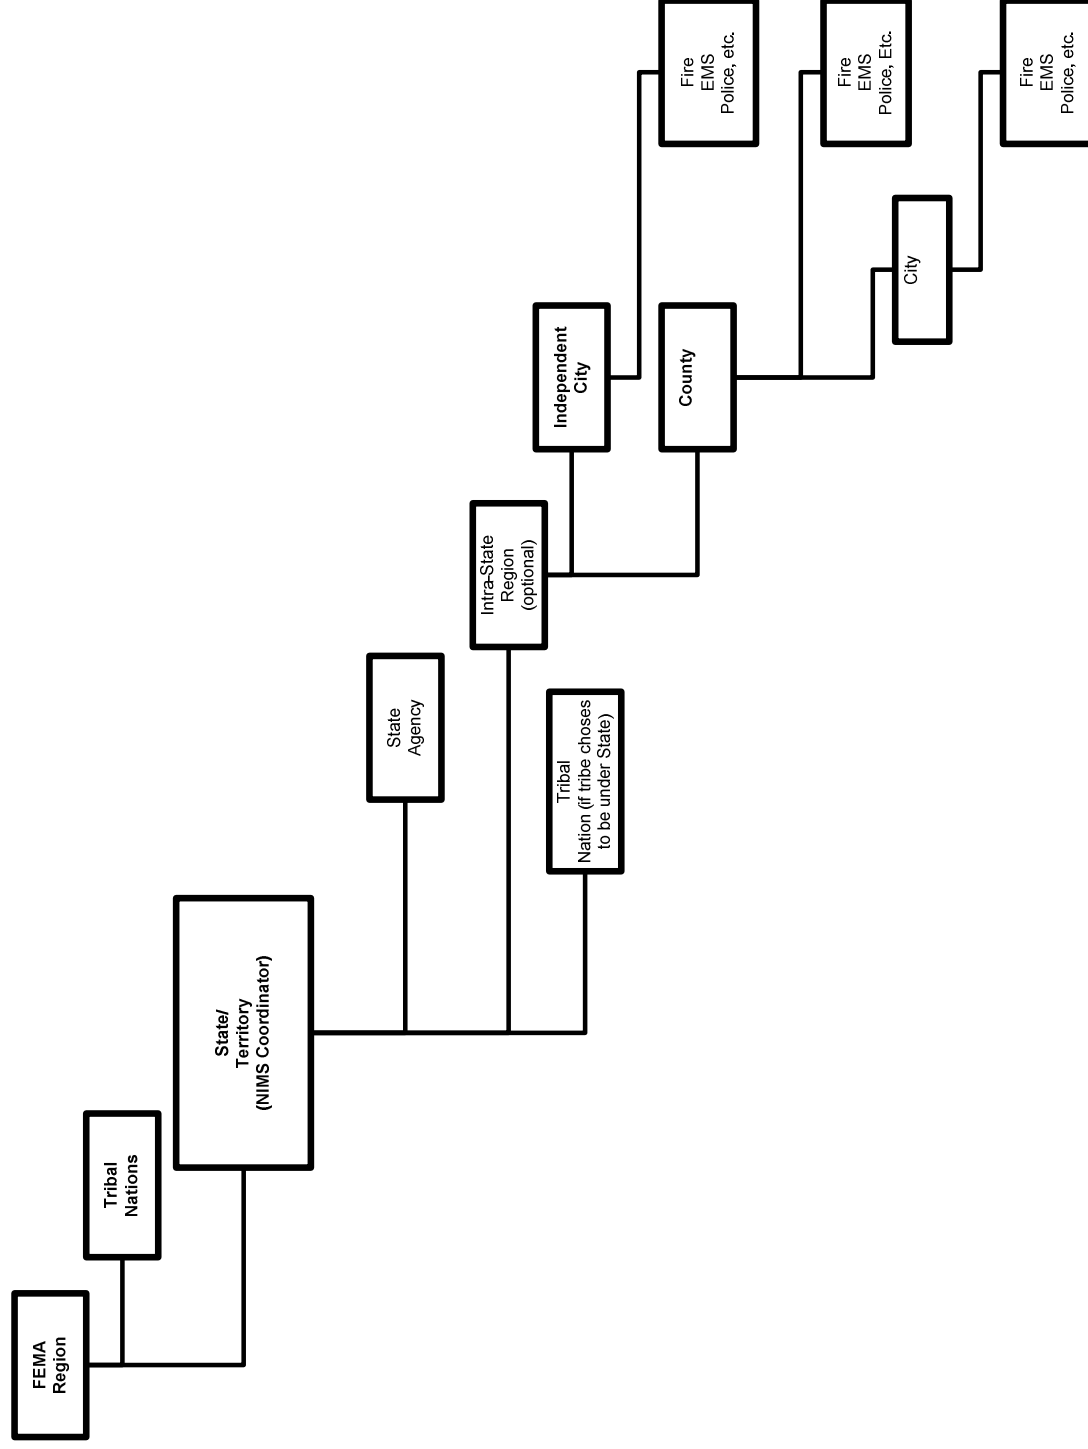 FEMA
Region
Tribal
Nations
State/
Territory
(NIMS Coordinator)
State
Agency
Intra-State
Region
(optional)
Tribal
Nation (if tribe choses
to be under State)
Independent
City
County
City
Fire
EMS
Police, etc.
Fire
EMS
Police, Etc.
Fire
EMS
Police, etc.